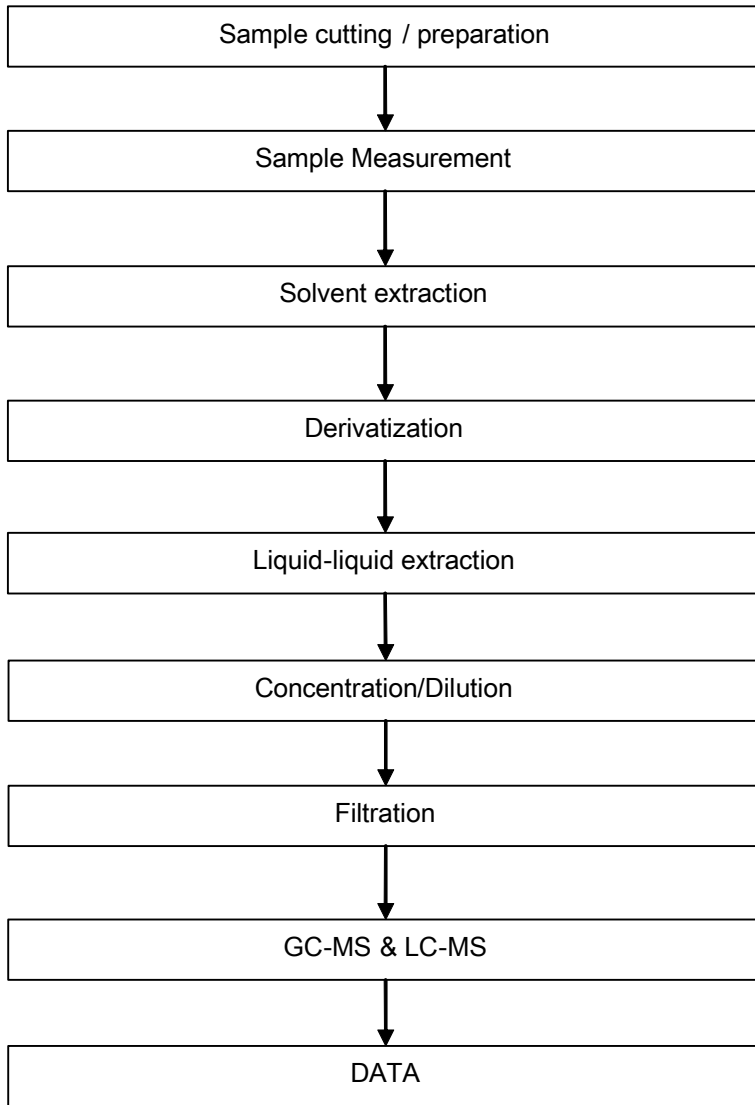 Sample cutting / preparation
Sample Measurement
Solvent extraction
Derivatization
Liquid-liquid extraction
Concentration/Dilution
Filtration
GC-MS & LC-MS
DATA